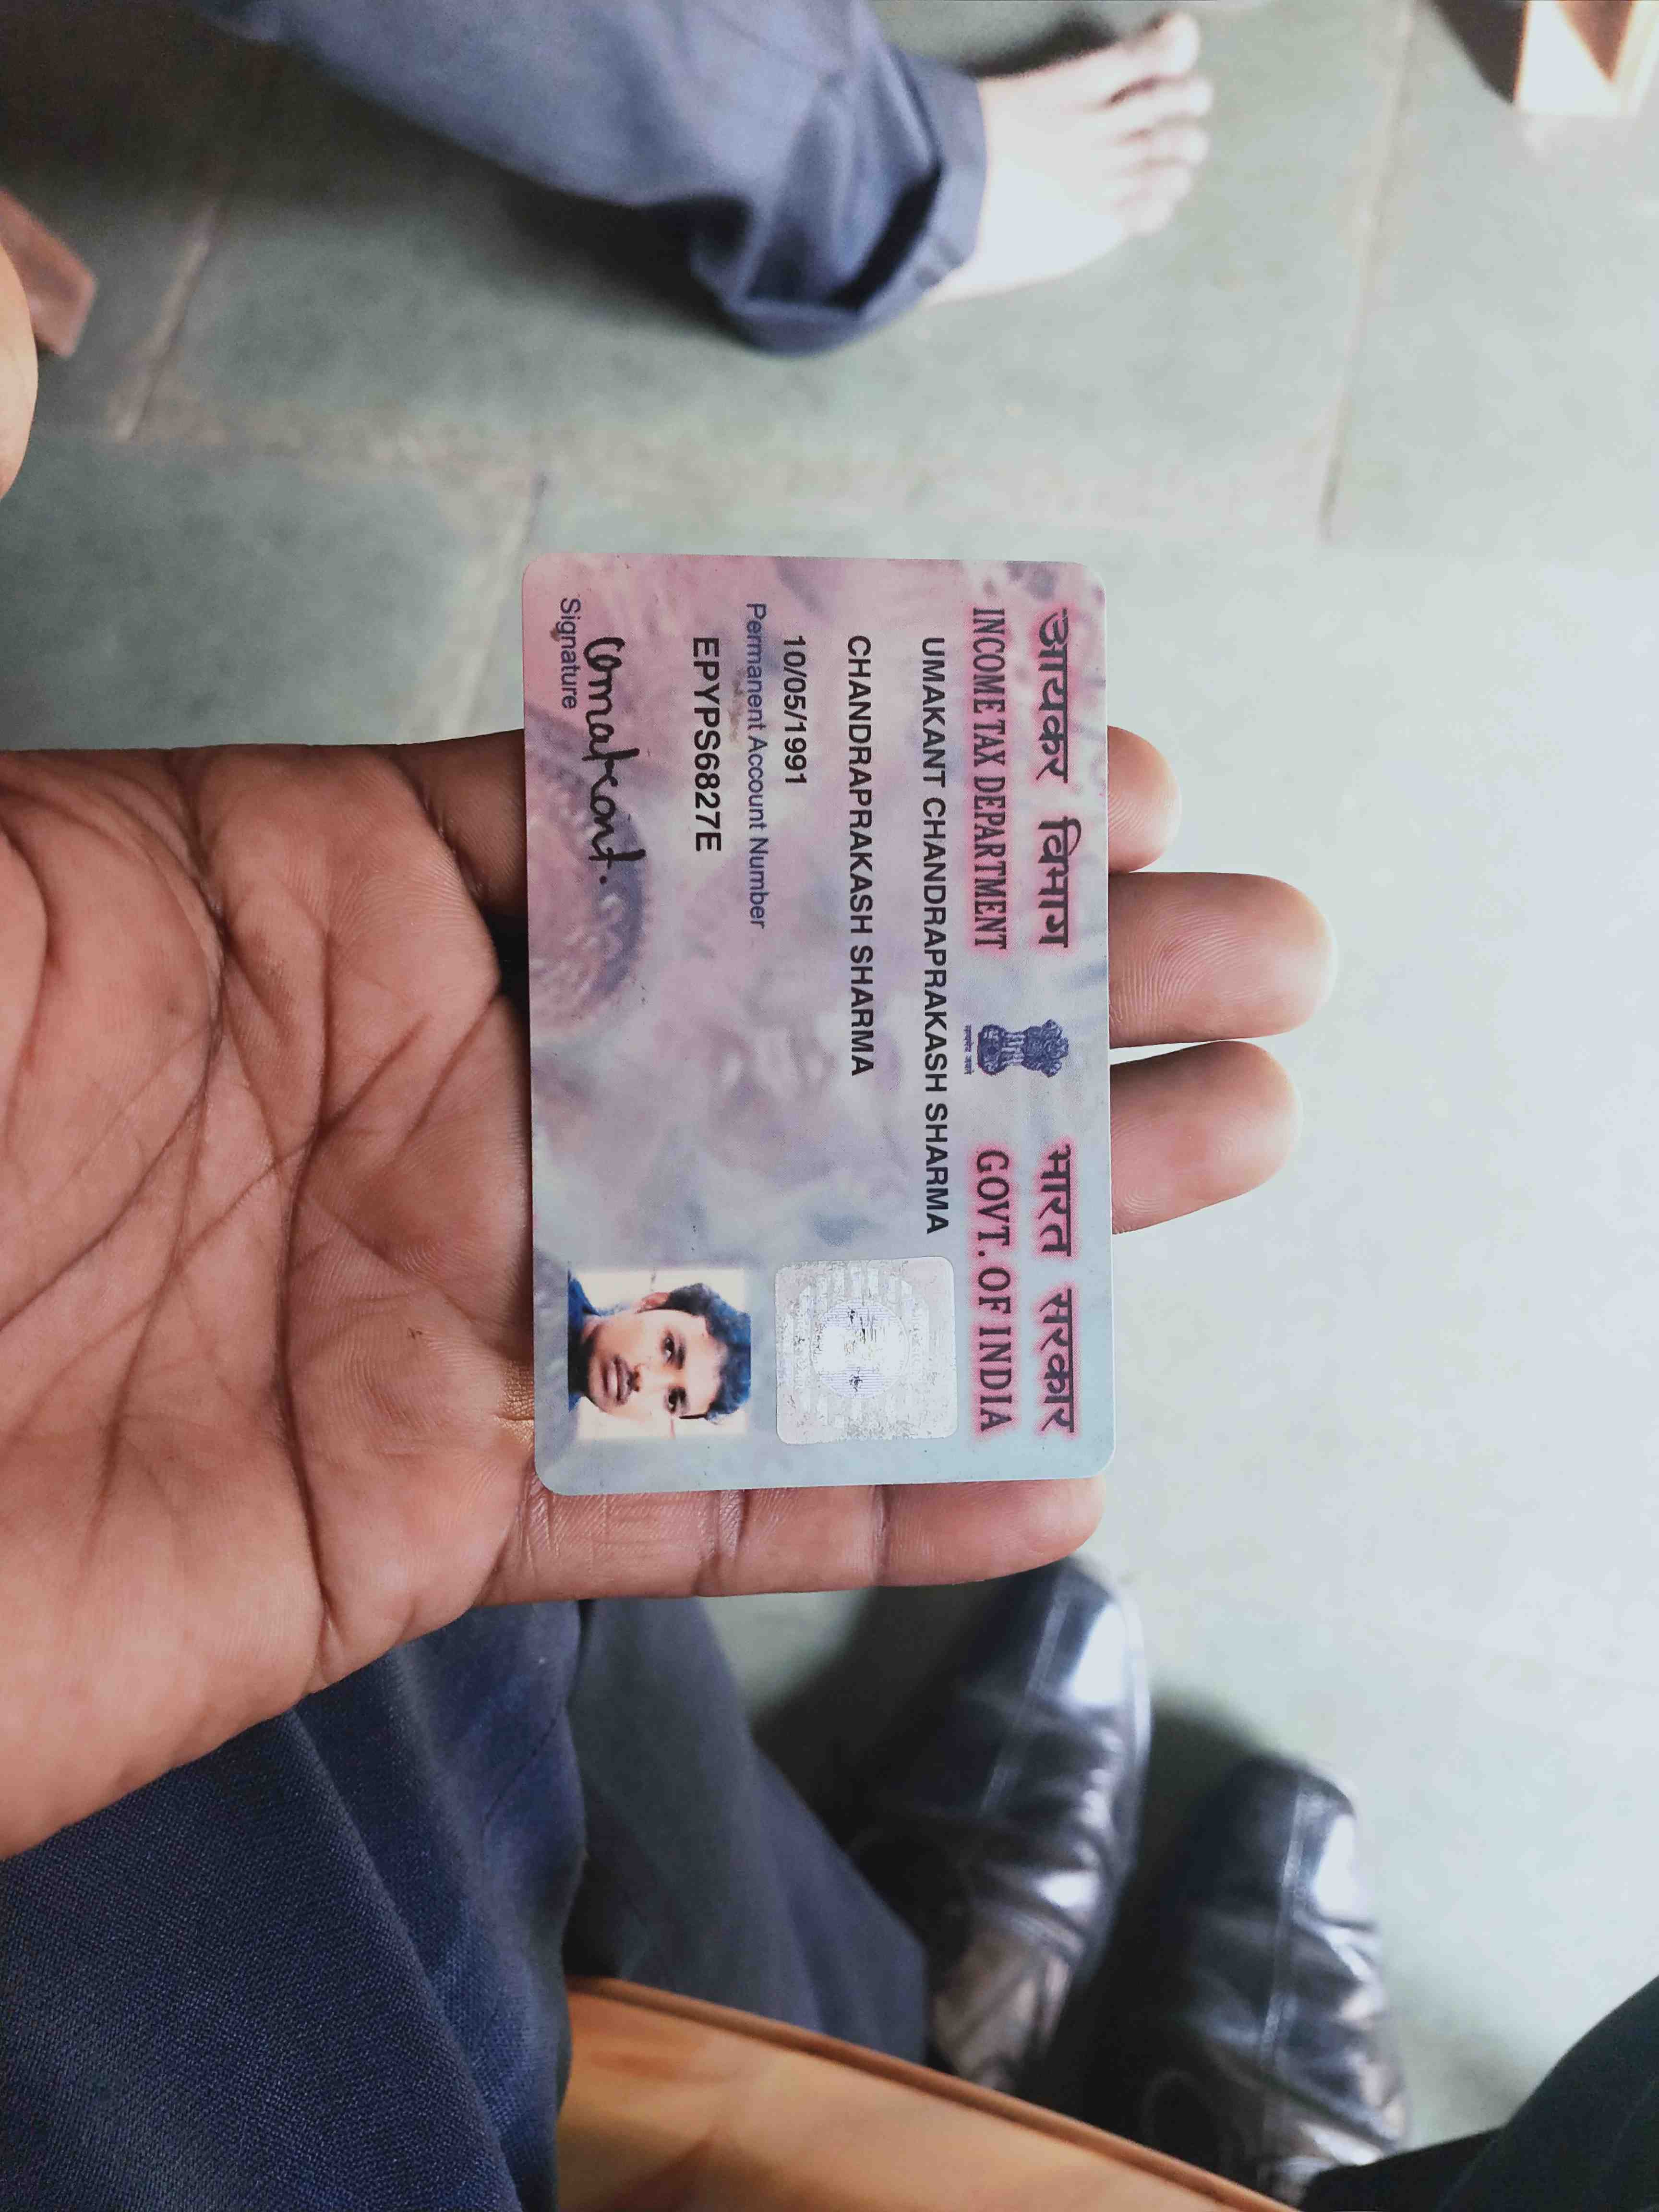 आयकर विभाग
INCOME TAX DEPARTMENT
भारत सरकार
GOVT. OF INDIA
सत्यमेव जयते
UMAKANT CHANDRAPRAKASH SHARMA
CHANDRAPRAKASH SHARMA
10/05/1991
Permanent Account Number
EPYPS6827E
Umakant.
Signature